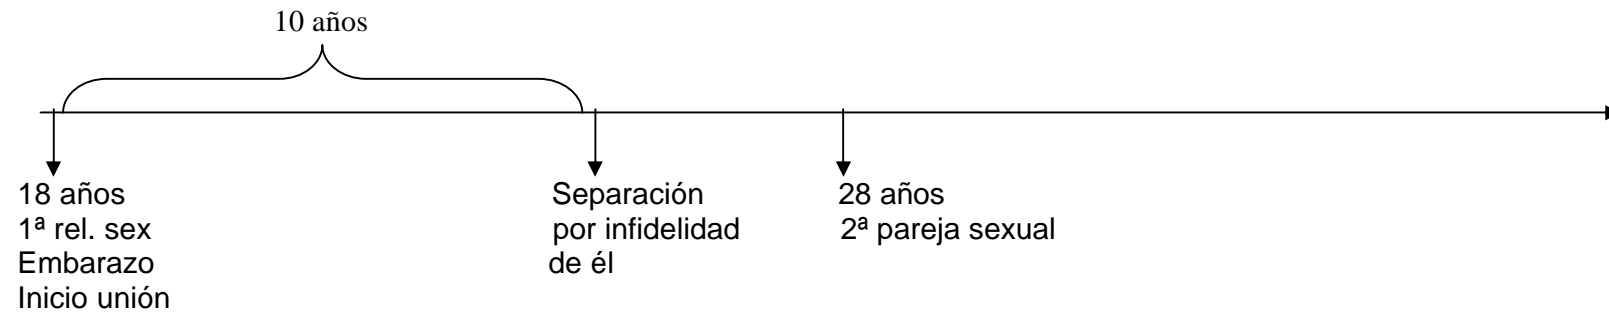 10 años
18 años
1ª rel. sex
Embarazo
Inicio unión
Separación
por infidelidad
de él
28 años
2ª pareja sexual